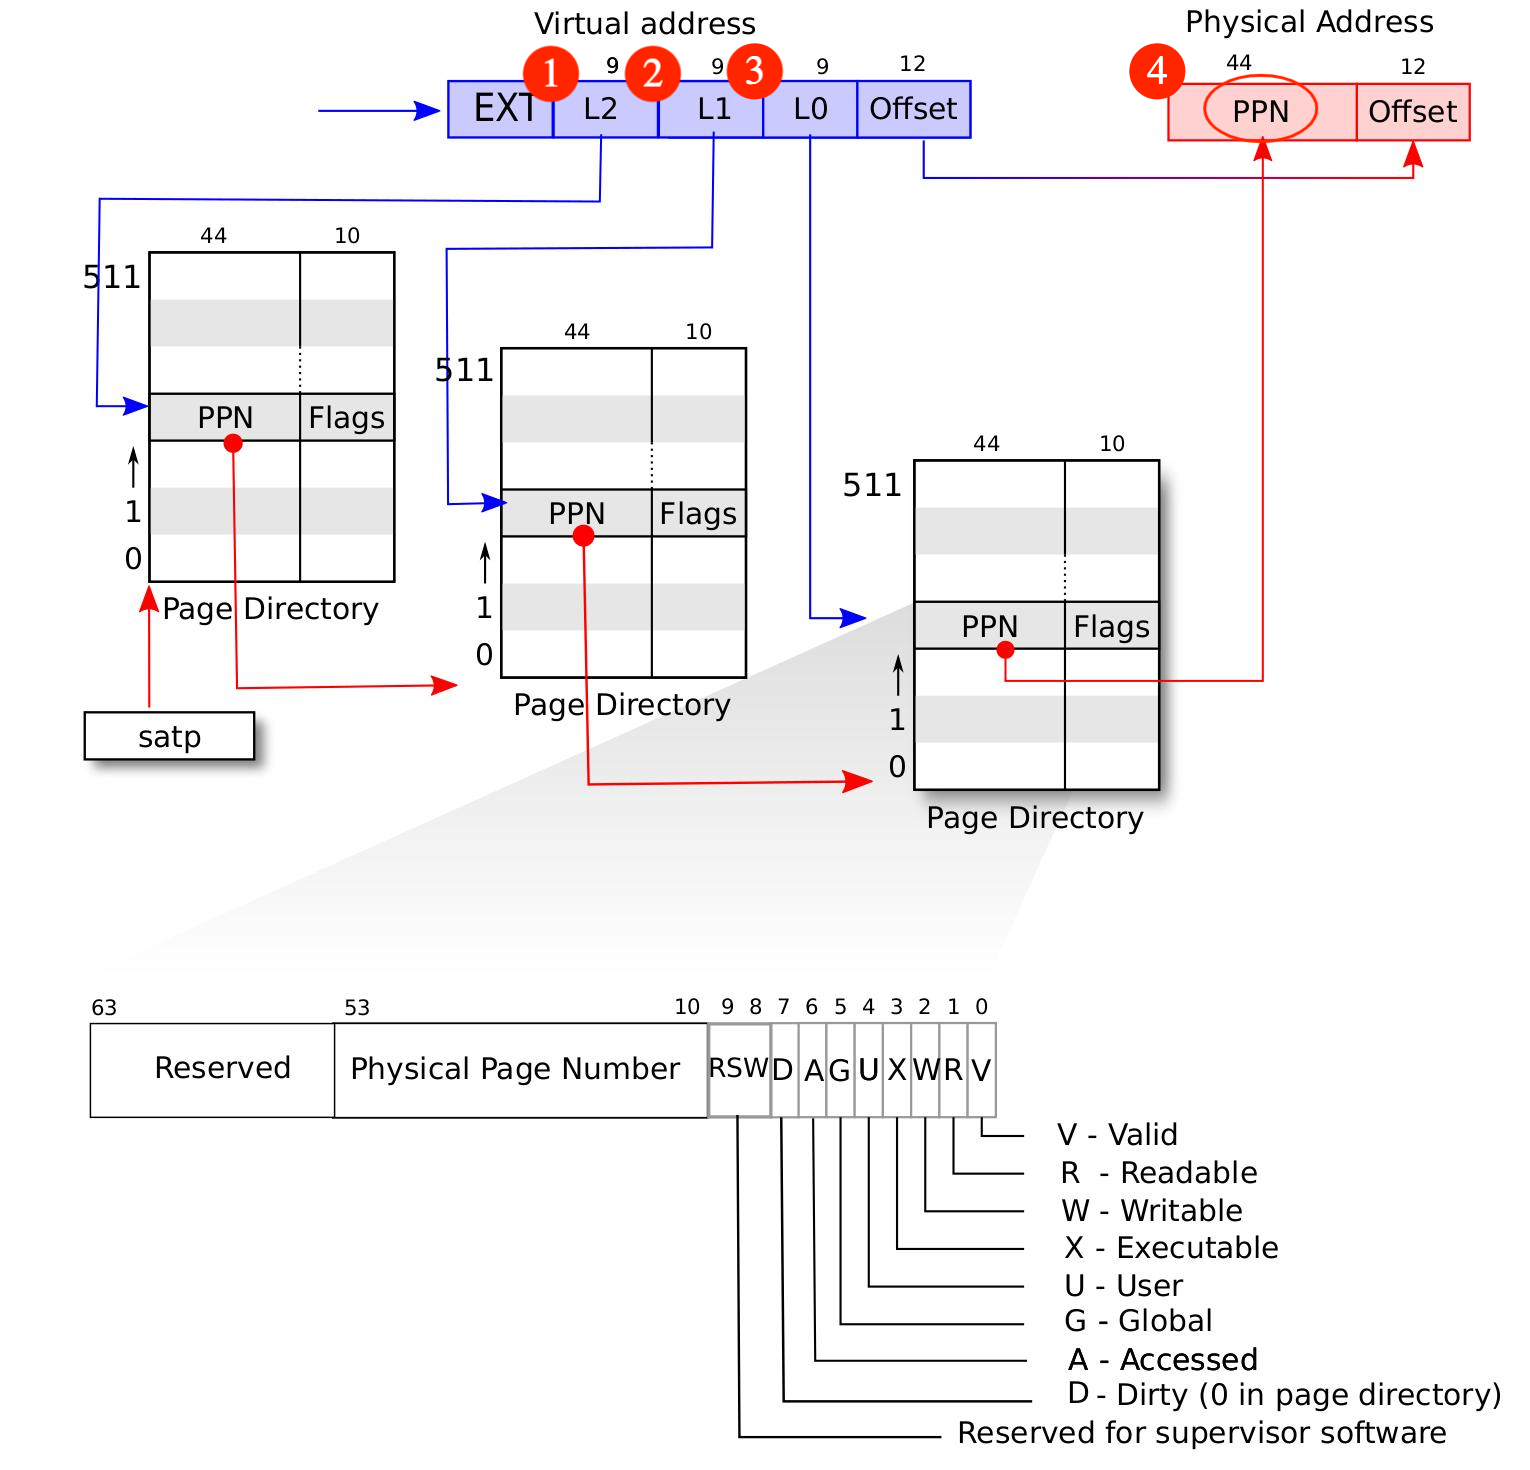 Virtual address
Physical Address
1 9 2 9 3 9 12
4 44 12
EXT L2 L1 L0 Offset
PPN Offset
44 10
511
PPN Flags
1
0
Page Directory
satp
44 10
511
PPN Flags
1
0
Page Directory
44 10
511
PPN Flags
1
0
Page Directory
63 53 10 9 8 7 6 5 4 3 2 1 0
Reserved Physical Page Number RSW D A G U X W R V
V - Valid
R - Readable
W - Writable
X - Executable
U - User
G - Global
A - Accessed
D - Dirty (0 in page directory)
Reserved for supervisor software